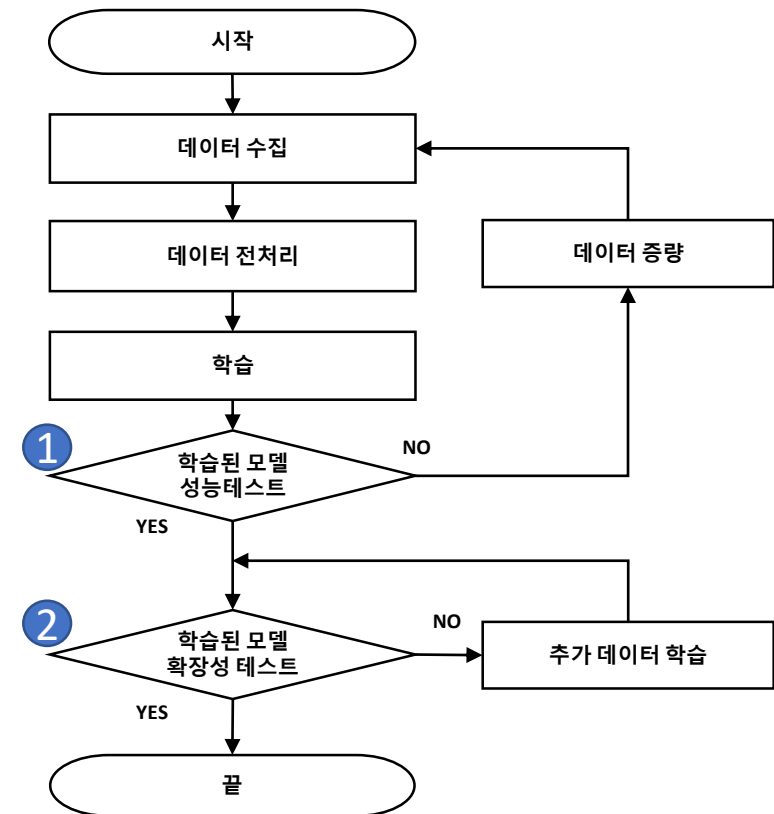 시작
데이터 수집
데이터 전처리
데이터 증량
학습
1
학습된 모델
성능테스트
NO
YES
2
학습된 모델
확장성 테스트
NO
추가 데이터 학습
YES
끝